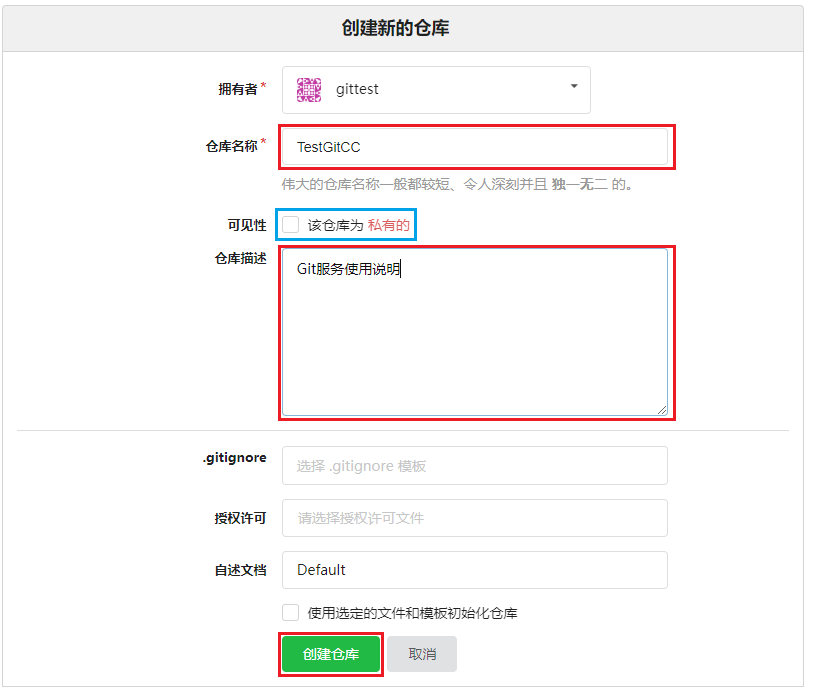 创建新的仓库
拥有者* gittest
仓库名称* TestGitCC
伟大的仓库名称一般都较短、令人深刻并且 独一无二 的。
可见性 该仓库为 私有的
仓库描述 Git服务使用说明
.gitignore 选择 .gitignore 模板
授权许可 请选择授权许可文件
自述文档 Default
使用选定的文件和模板初始化仓库
创建仓库 取消